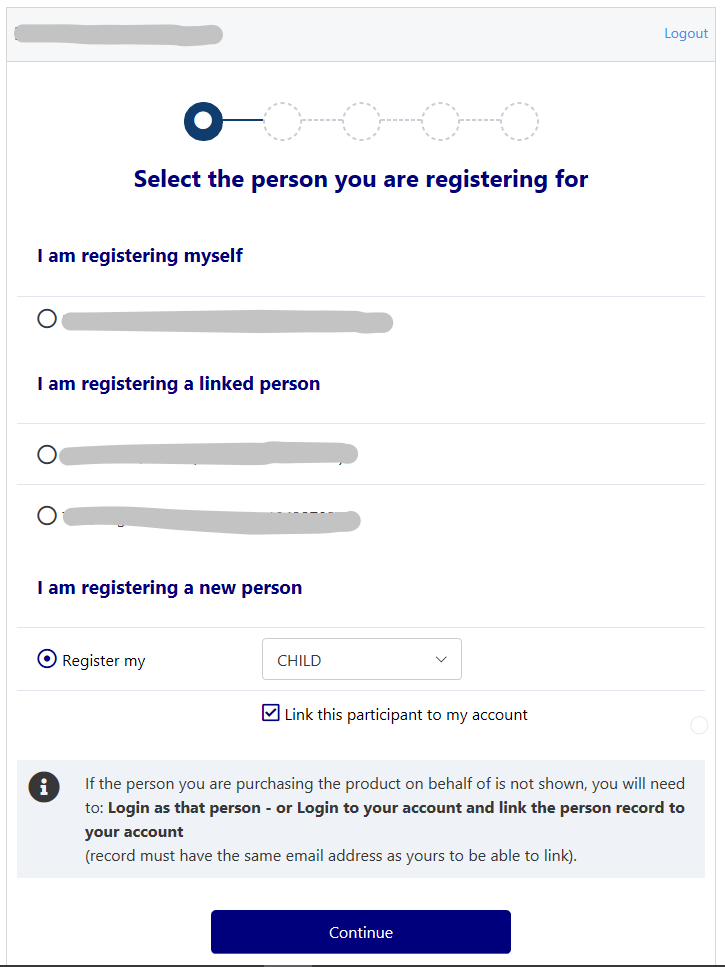 Logout
Select the person you are registering for
I am registering myself
I am registering a linked person
I am registering a new person
Register my
CHILD
Link this participant to my account
If the person you are purchasing the product on behalf of is not shown, you will need
to: Login as that person - or Login to your account and link the person record to
your account
(record must have the same email address as yours to be able to link).
Continue